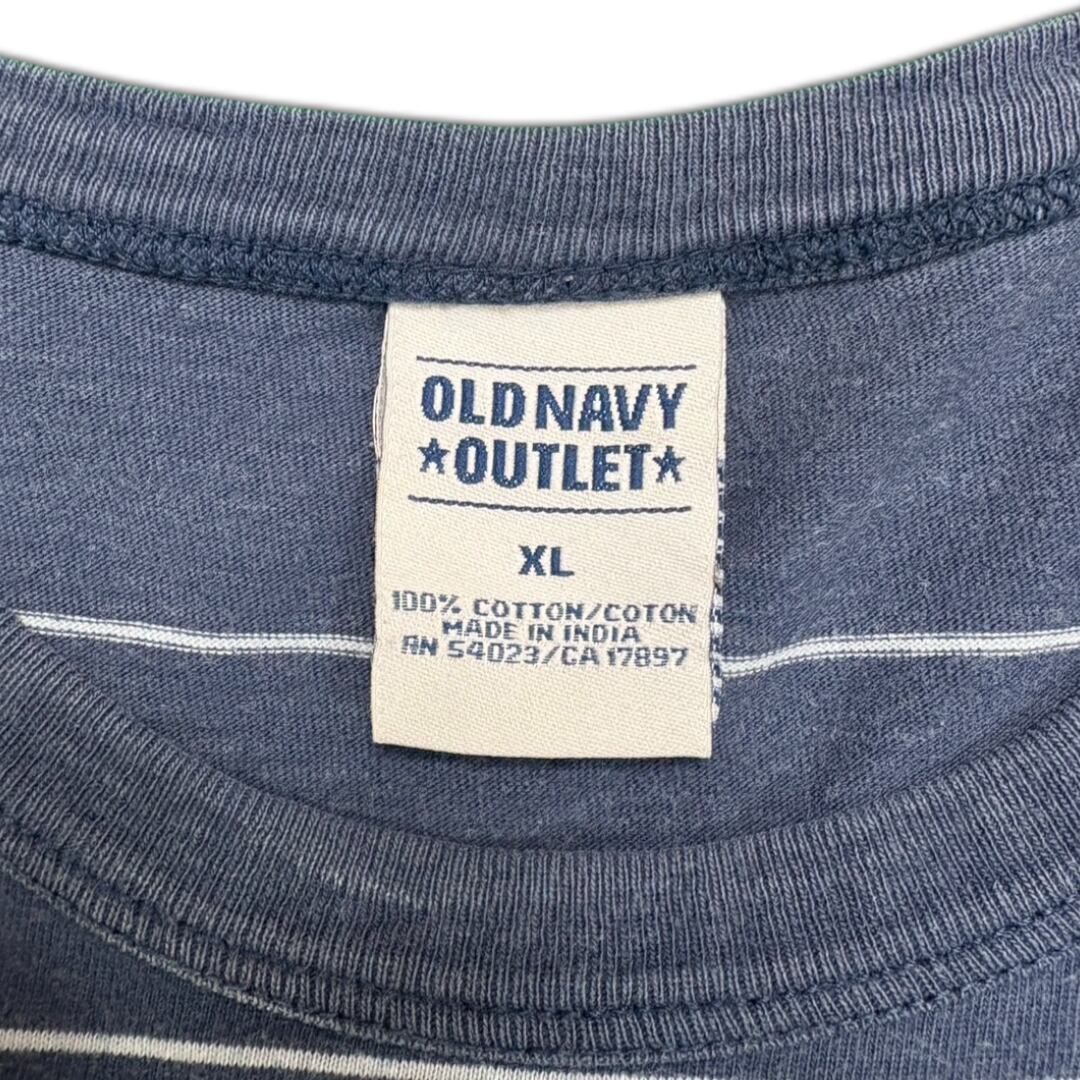 OLD NAVY
★OUTLET★
XL
100% COTTON/COTON
MADE IN INDIA
RN 54023/CA 17897